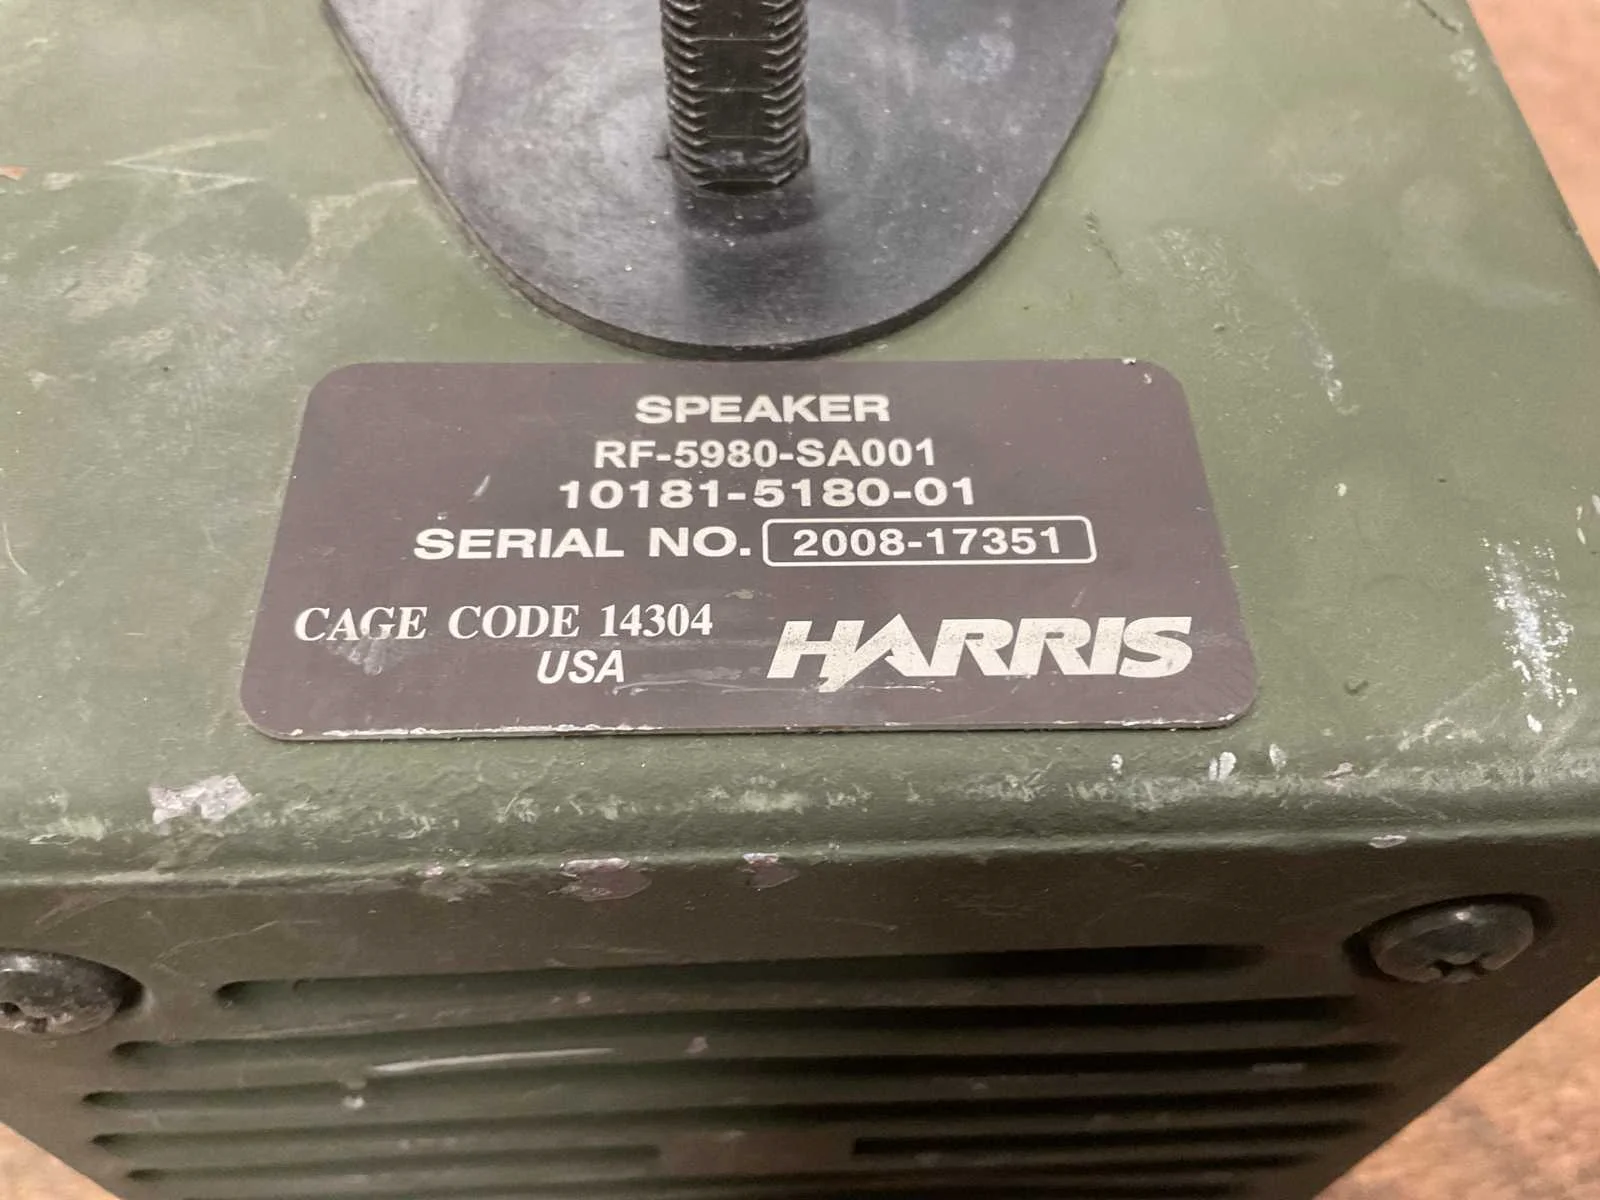 SPEAKER
RF-5980-SA001
10181-5180-01
SERIAL NO. 2008-17351
CAGE CODE 14304
USA
HARRIS